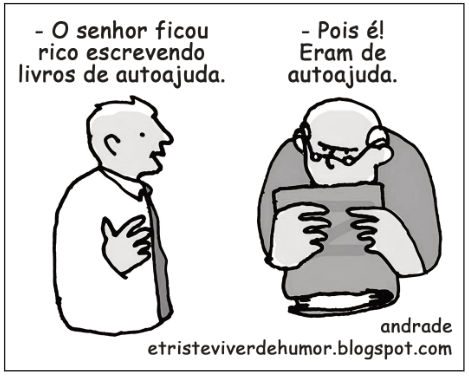 - O senhor ficou
rico escrevendo
livros de autoajuda.
- Pois é!
Eram de
autoajuda.
andrade
etristeviverdehumor.blogspot.com